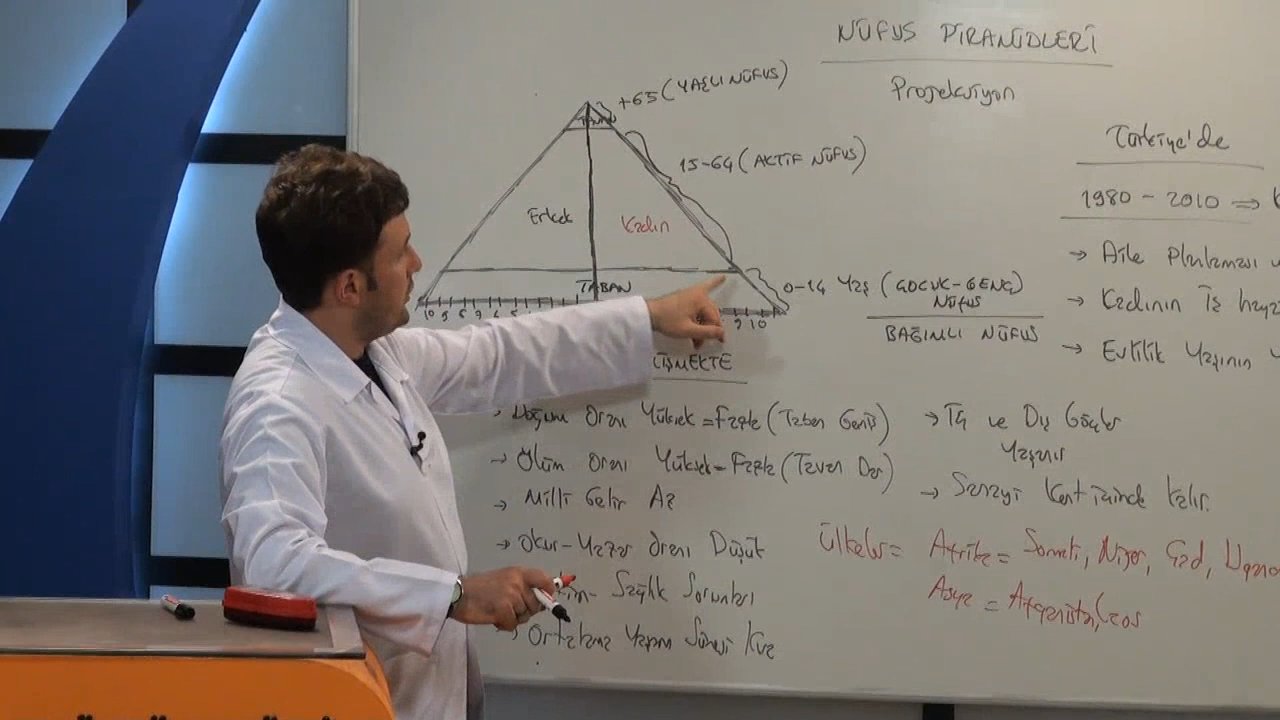 NÜFUS PİRAMİDLERİ
Projeksiyon
+65 (YAŞLI NÜFUS)
TAVAN
15-64 (AKTİF NÜFUS)
Erkek
Kadın
TABAN
0-14 Yaş (ÇOCUK-GENÇ)
NÜFUS
BAĞIMLI NÜFUS
9 10
Türkiye'de
1980 - 2010 ⇒
→ Aile Planlaması
→ Kadının İş
→ Evlilik Yaşının
İŞMEKTE
→ Doğum Oranı Yüksek = Fazla (Taban Geniş)
→ Ölüm Oranı Yüksek = Fazla (Tavan Dar)
→ Milli Gelir Az
→ Okur-Yazar Oranı Düşük
Sağlık Sorunları
→ Ortalama Yaşam Süresi Kısa
→ İç ve Dış Göçler
Yaşanır
→ Sanayi Kent içinde Kalır.
Ülkeler = Afrika = Somali, Nijer, Çad,
Asya = Afganistan, Laos